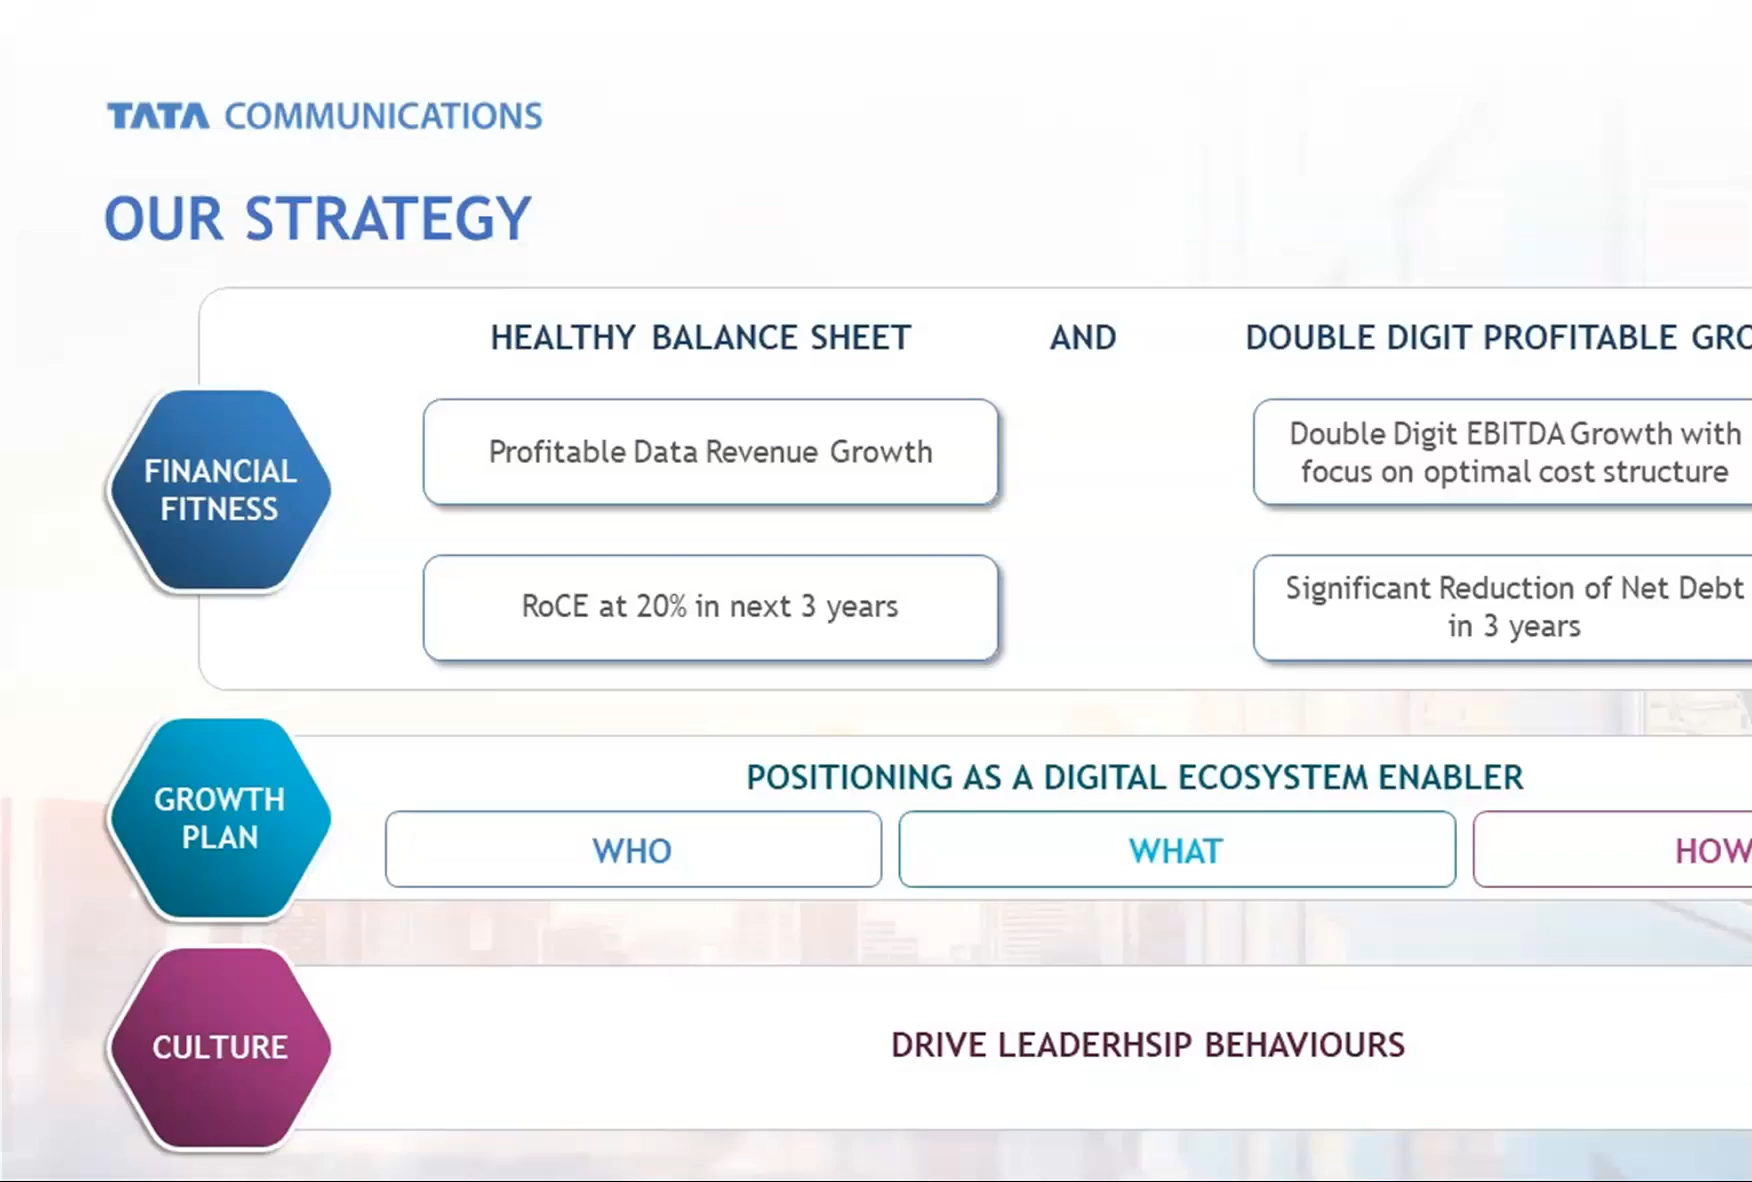 TATA COMMUNICATIONS
OUR STRATEGY
HEALTHY BALANCE SHEET AND DOUBLE DIGIT PROFITABLE GRO
FINANCIAL
FITNESS
Profitable Data Revenue Growth
Double Digit EBITDA Growth with
focus on optimal cost structure
RoCE at 20% in next 3 years
Significant Reduction of Net Debt
in 3 years
GROWTH
PLAN
POSITIONING AS A DIGITAL ECOSYSTEM ENABLER
WHO
WHAT
HOW
CULTURE
DRIVE LEADERHSIP BEHAVIOURS